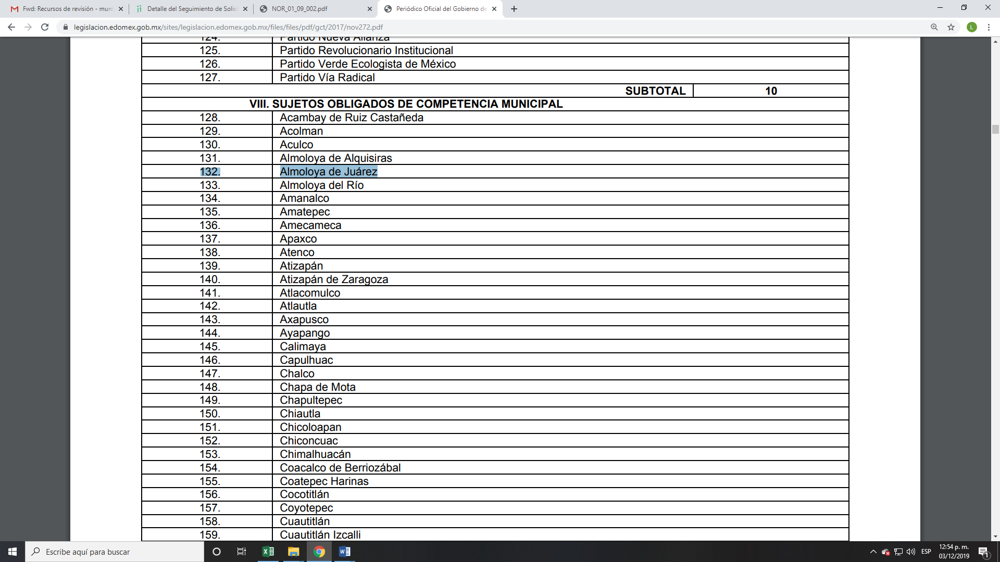 Fwd: Recursos de revisión - muni
Detalle del Seguimiento de Solici
NOR_01_09_002.pdf
Periódico Oficial del Gobierno de
legislacion.edomex.gob.mx/sites/legislacion.edomex.gob.mx/files/files/pdf/gct/2017/nov272.pdf
L
124. Partido Nueva Alianza
125. Partido Revolucionario Institucional
126. Partido Verde Ecologista de México
127. Partido Vía Radical
SUBTOTAL 10
VIII. SUJETOS OBLIGADOS DE COMPETENCIA MUNICIPAL
128. Acambay de Ruiz Castañeda
129. Acolman
130. Aculco
131. Almoloya de Alquisiras
132. Almoloya de Juárez
133. Almoloya del Río
134. Amanalco
135. Amatepec
136. Amecameca
137. Apaxco
138. Atenco
139. Atizapán
140. Atizapán de Zaragoza
141. Atlacomulco
142. Atlautla
143. Axapusco
144. Ayapango
145. Calimaya
146. Capulhuac
147. Chalco
148. Chapa de Mota
149. Chapultepec
150. Chiautla
151. Chicoloapan
152. Chiconcuac
153. Chimalhuacán
154. Coacalco de Berriozábal
155. Coatepec Harinas
156. Cocotitlán
157. Coyotepec
158. Cuautitlán
159. Cuautitlán Izcalli
Escribe aquí para buscar
ESP
12:54 p. m.
03/12/2019
1